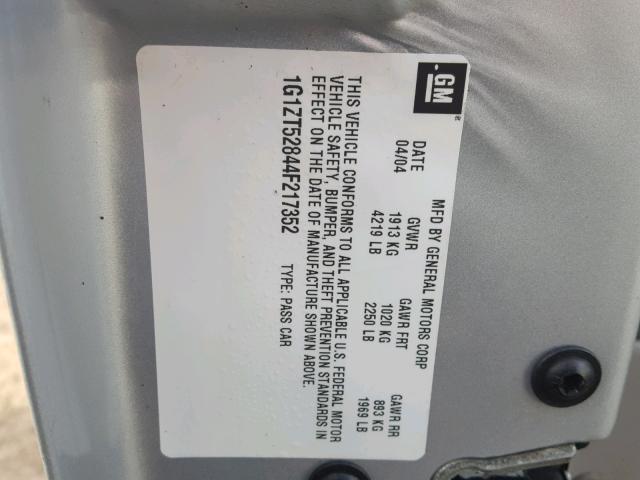 GM
MFD BY GENERAL MOTORS CORP
DATE GVWR GAWR FRT GAWR RR
04/04 1913 KG 1020 KG 893 KG
4219 LB 2250 LB 1969 LB
THIS VEHICLE CONFORMS TO ALL APPLICABLE U.S. FEDERAL MOTOR
VEHICLE SAFETY, BUMPER, AND THEFT PREVENTION STANDARDS IN
EFFECT ON THE DATE OF MANUFACTURE SHOWN ABOVE.
1G1ZT52844F217352 TYPE: PASS CAR